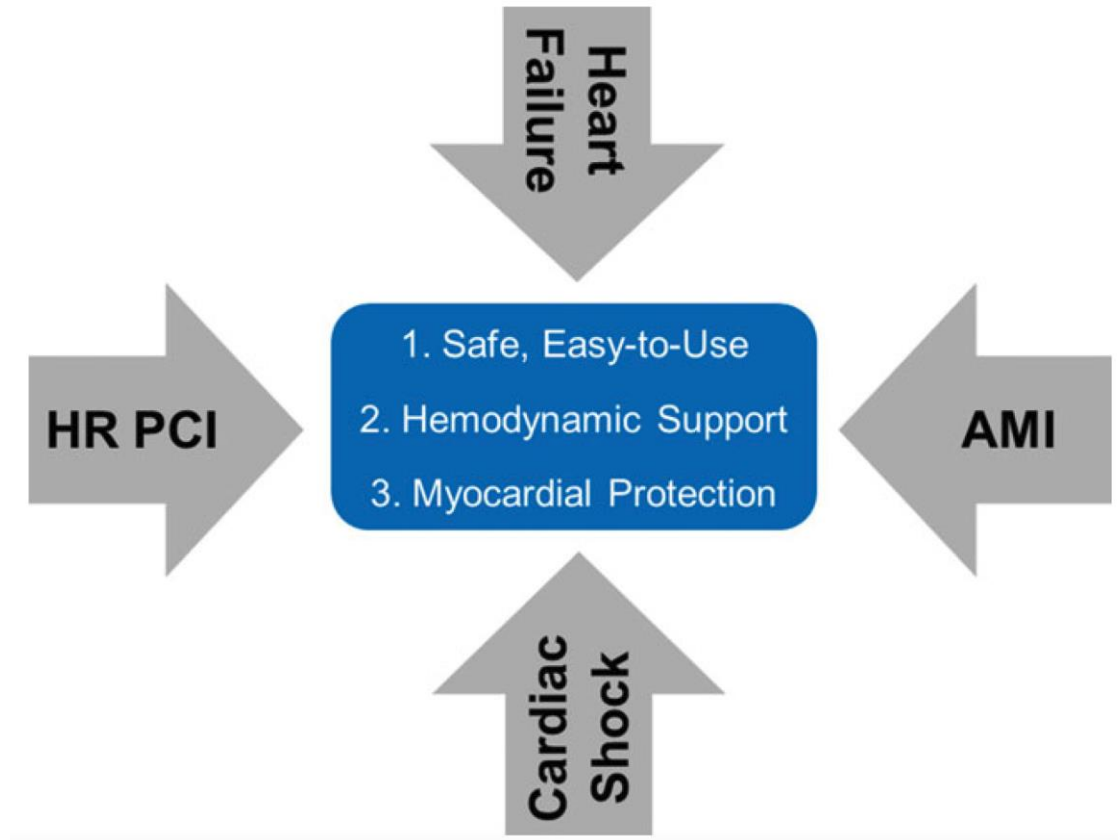 Heart
Failure
HR PCI
1. Safe, Easy-to-Use
2. Hemodynamic Support
3. Myocardial Protection
AMI
Cardiac
Shock